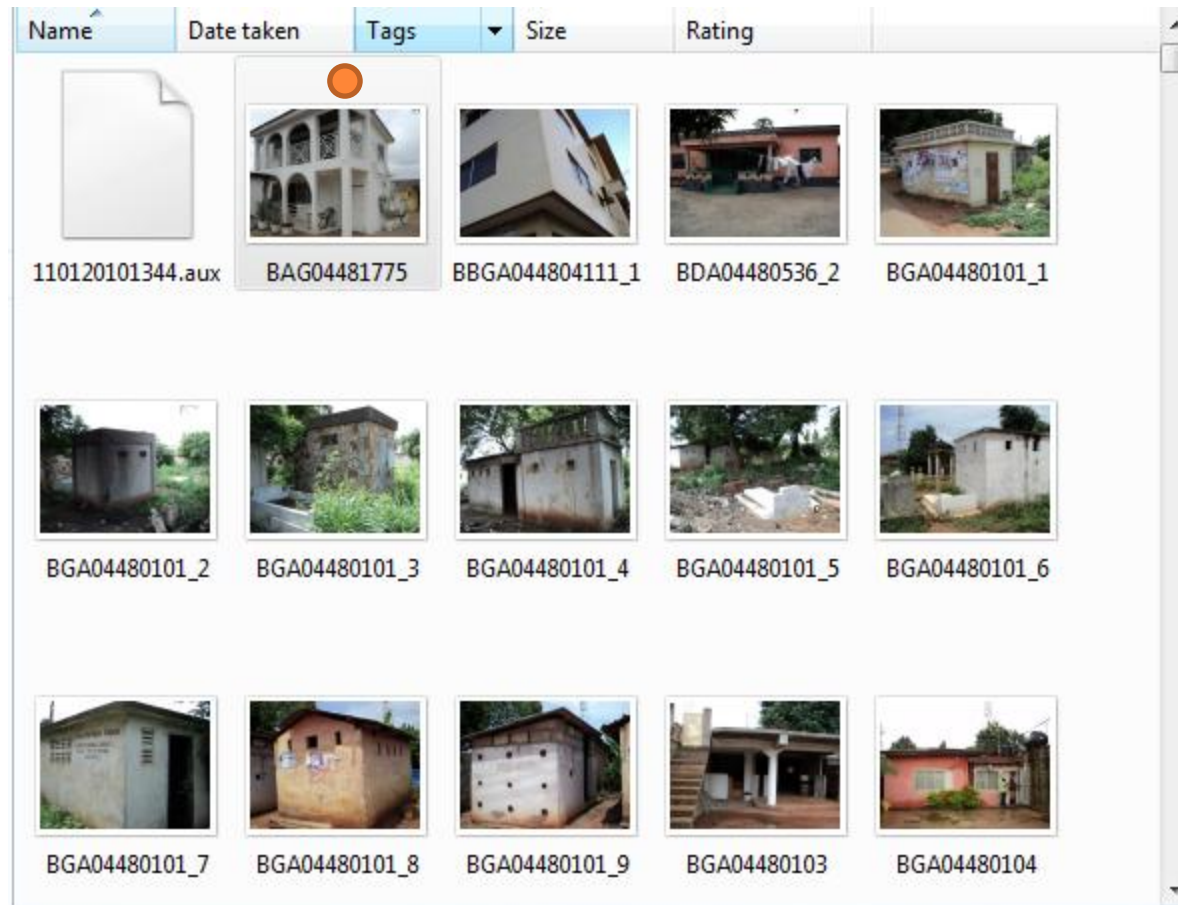 Name Date taken Tags Size Rating
110120101344.aux BAG04481775 BBGA044804111_1 BDA04480536_2 BGA04480101_1
BGA04480101_2 BGA04480101_3 BGA04480101_4 BGA04480101_5 BGA04480101_6
BGA04480101_7 BGA04480101_8 BGA04480101_9 BGA04480103 BGA04480104